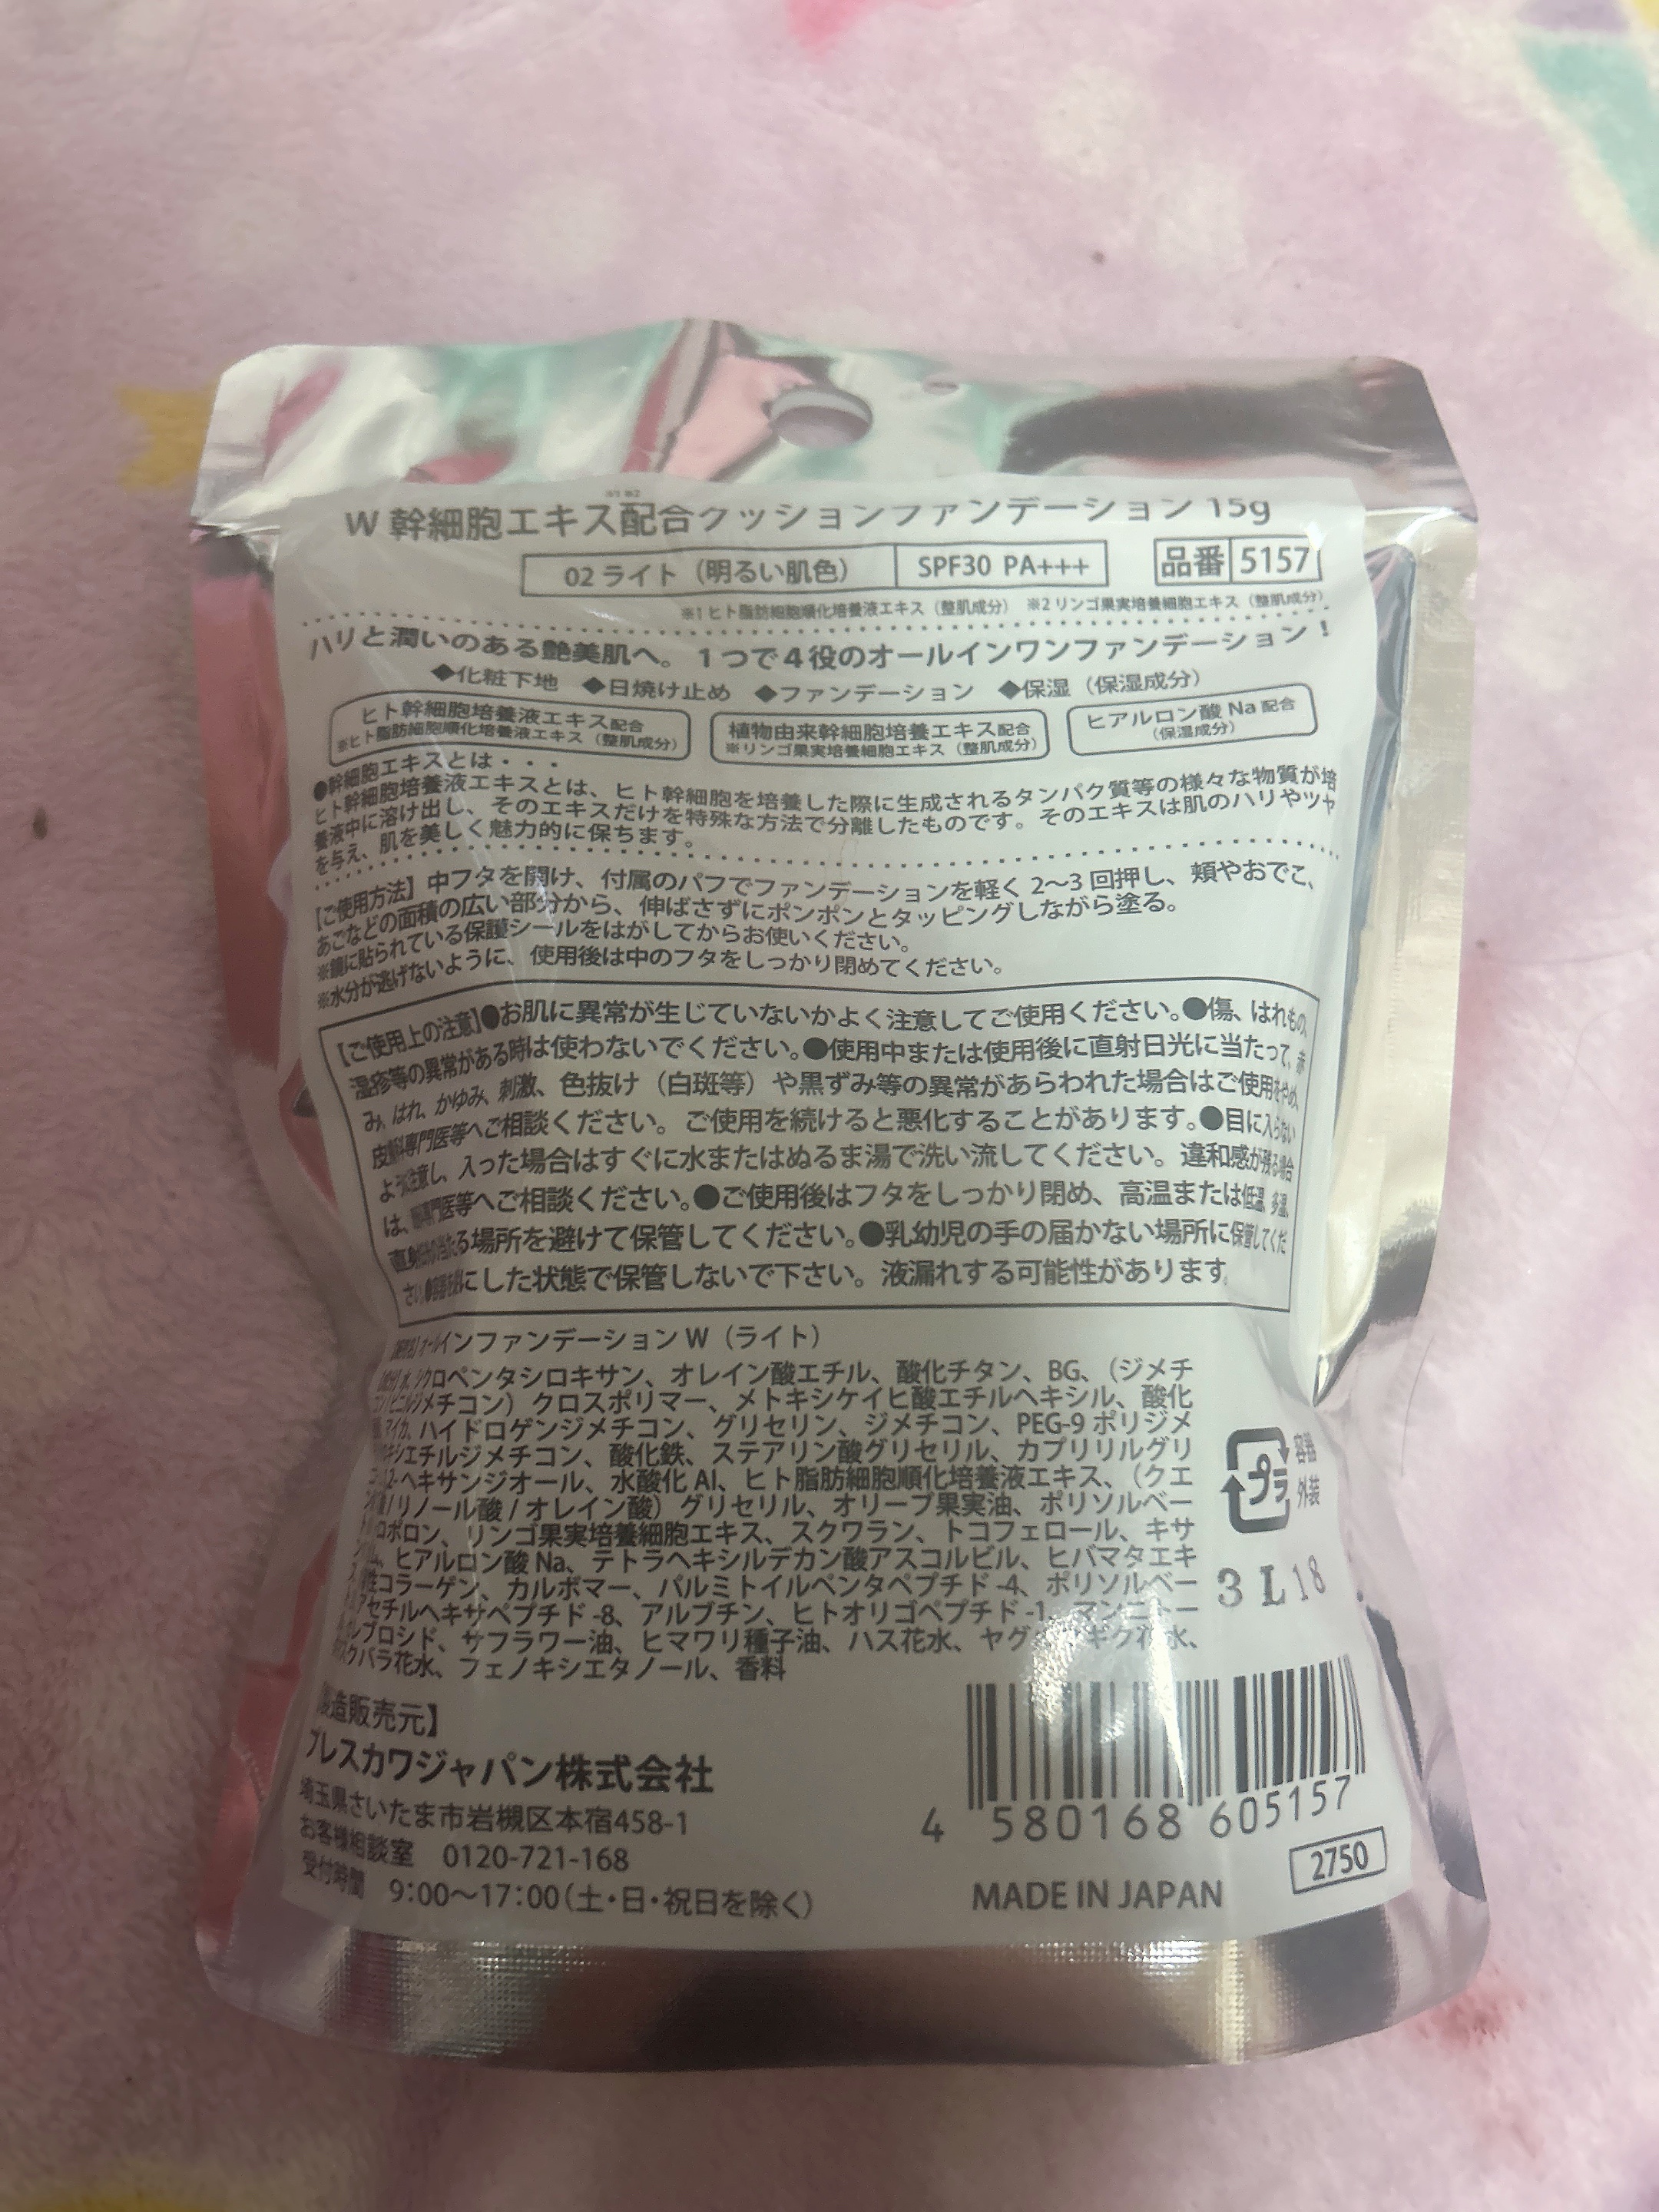 ※1 ※2
W 幹細胞エキス配合クッションファンデーション 15g
02 ライト（明るい肌色） SPF30 PA+++ 品番 5157
※1 ヒト脂肪細胞順化培養液エキス（整肌成分） ※2 リンゴ果実培養細胞エキス（整肌成分）
ハリと潤いのある艶美肌へ。1つで4役のオールインワンファンデーション！
◆化粧下地 ◆日焼け止め ◆ファンデーション ◆保湿（保湿成分）
ヒト幹細胞培養液エキス配合
※ヒト脂肪細胞順化培養液エキス（整肌成分）
植物由来幹細胞培養エキス配合
※リンゴ果実培養細胞エキス（整肌成分）
ヒアルロン酸 Na 配合
（保湿成分）
●幹細胞エキスとは・・・
ヒト幹細胞培養液エキスとは、ヒト幹細胞を培養した際に生成されるタンパク質等の様々な物質が培
養液中に溶け出し、そのエキスだけを特殊な方法で分離したものです。そのエキスは肌のハリやツヤ
を与え、肌を美しく魅力的に保ちます。
【ご使用方法】中フタを開け、付属のパフでファンデーションを軽く 2〜3 回押し、頬やおでこ、
あごなどの面積の広い部分から、伸ばさずにポンポンとタッピングしながら塗る。
※鏡に貼られている保護シールをはがしてからお使いください。
※水分が逃げないように、使用後は中のフタをしっかり閉めてください。
【ご使用上の注意】●お肌に異常が生じていないかよく注意してご使用ください。●傷、はれもの、
湿疹等の異常がある時は使わないでください。●使用中または使用後に直射日光に当たって、赤
み、はれ、かゆみ、刺激、色抜け（白斑等）や黒ずみ等の異常があらわれた場合はご使用をやめ、
皮膚科専門医等へご相談ください。ご使用を続けると悪化することがあります。●目に入らない
よう注意し、入った場合はすぐに水またはぬるま湯で洗い流してください。違和感が残る場合
は、眼科専門医等へご相談ください。●ご使用後はフタをしっかり閉め、高温または低温、多湿、
直射日光の当たる場所を避けて保管してください。●乳幼児の手の届かない場所に保管してくだ
さい。にした状態で保管しないで下さい。液漏れする可能性があります
インファンデーション W（ライト）
水、シクロペンタシロキサン、オレイン酸エチル、酸化チタン、BG、（ジメチ
コン/ビニルジメチコン）クロスポリマー、メトキシケイヒ酸エチルヘキシル、酸化
マイカ、ハイドロゲンジメチコン、グリセリン、ジメチコン、PEG-9 ポリジメ
キシエチルジメチコン、酸化鉄、ステアリン酸グリセリル、カプリリルグリ
ヘキサンジオール、水酸化 Al、ヒト脂肪細胞順化培養液エキス、（クエ
/ リノール酸 / オレイン酸）グリセリル、オリーブ果実油、ポリソルベー
ロポロン、リンゴ果実培養細胞エキス、スクワラン、トコフェロール、キサ
ヒアルロン酸 Na、テトラヘキシルデカン酸アスコルビル、ヒバマタエキ
性コラーゲン、カルボマー、パルミトイルペンタペプチド -4、ポリソルベー
アセチルヘキサペプチド -8、アルブチン、ヒトオリゴペプチド -1、マンニトー
レブロシド、サフラワー油、ヒマワリ種子油、ハス花水、ヤグ ギク花水、
スクバラ花水、フェノキシエタノール、香料
プラ
容器
外装
3 L 18
製造販売元】
プレスカワジャパン株式会社
埼玉県さいたま市岩槻区本宿458-1
お客様相談室 0120-721-168
受付時間 9:00〜17:00（土・日・祝日を除く）
4 580168 605157
2750
MADE IN JAPAN